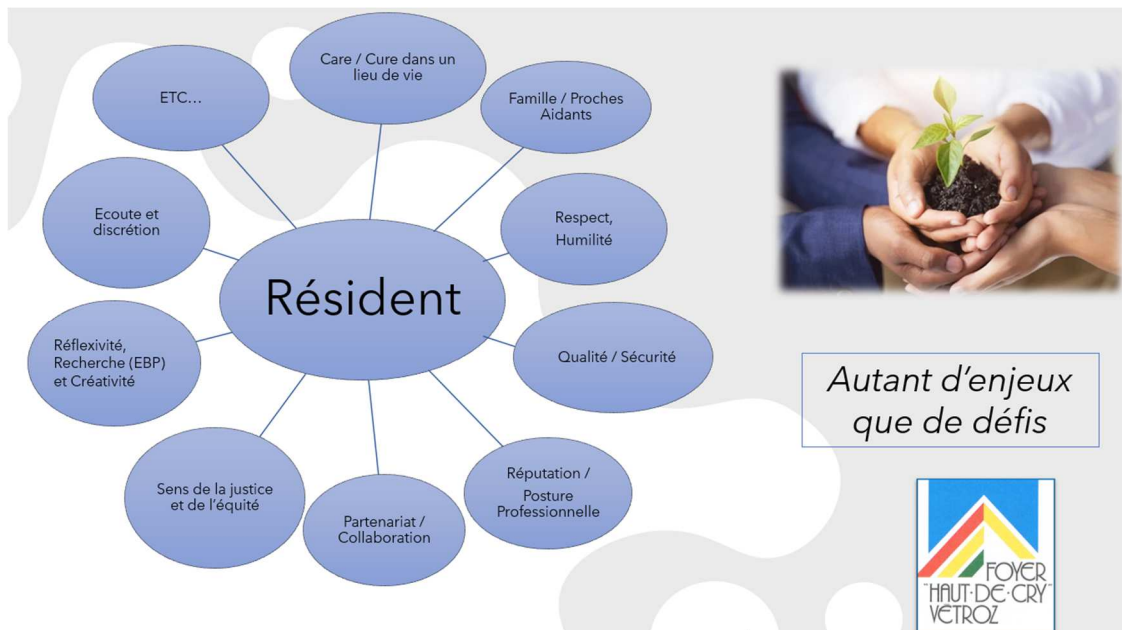 Care / Cure dans un
lieu de vie
ETC…
Famille / Proches
Aidants
Ecoute et
discrétion
Respect,
Humilité
Résident
Réflexivité,
Recherche (EBP)
et Créativité
Qualité / Sécurité
Autant d’enjeux
que de défis
Sens de la justice
et de l’équité
Partenariat /
Collaboration
Réputation /
Posture
Professionnelle
FOYER
"HAUT·DE·CRY"
VÉTROZ